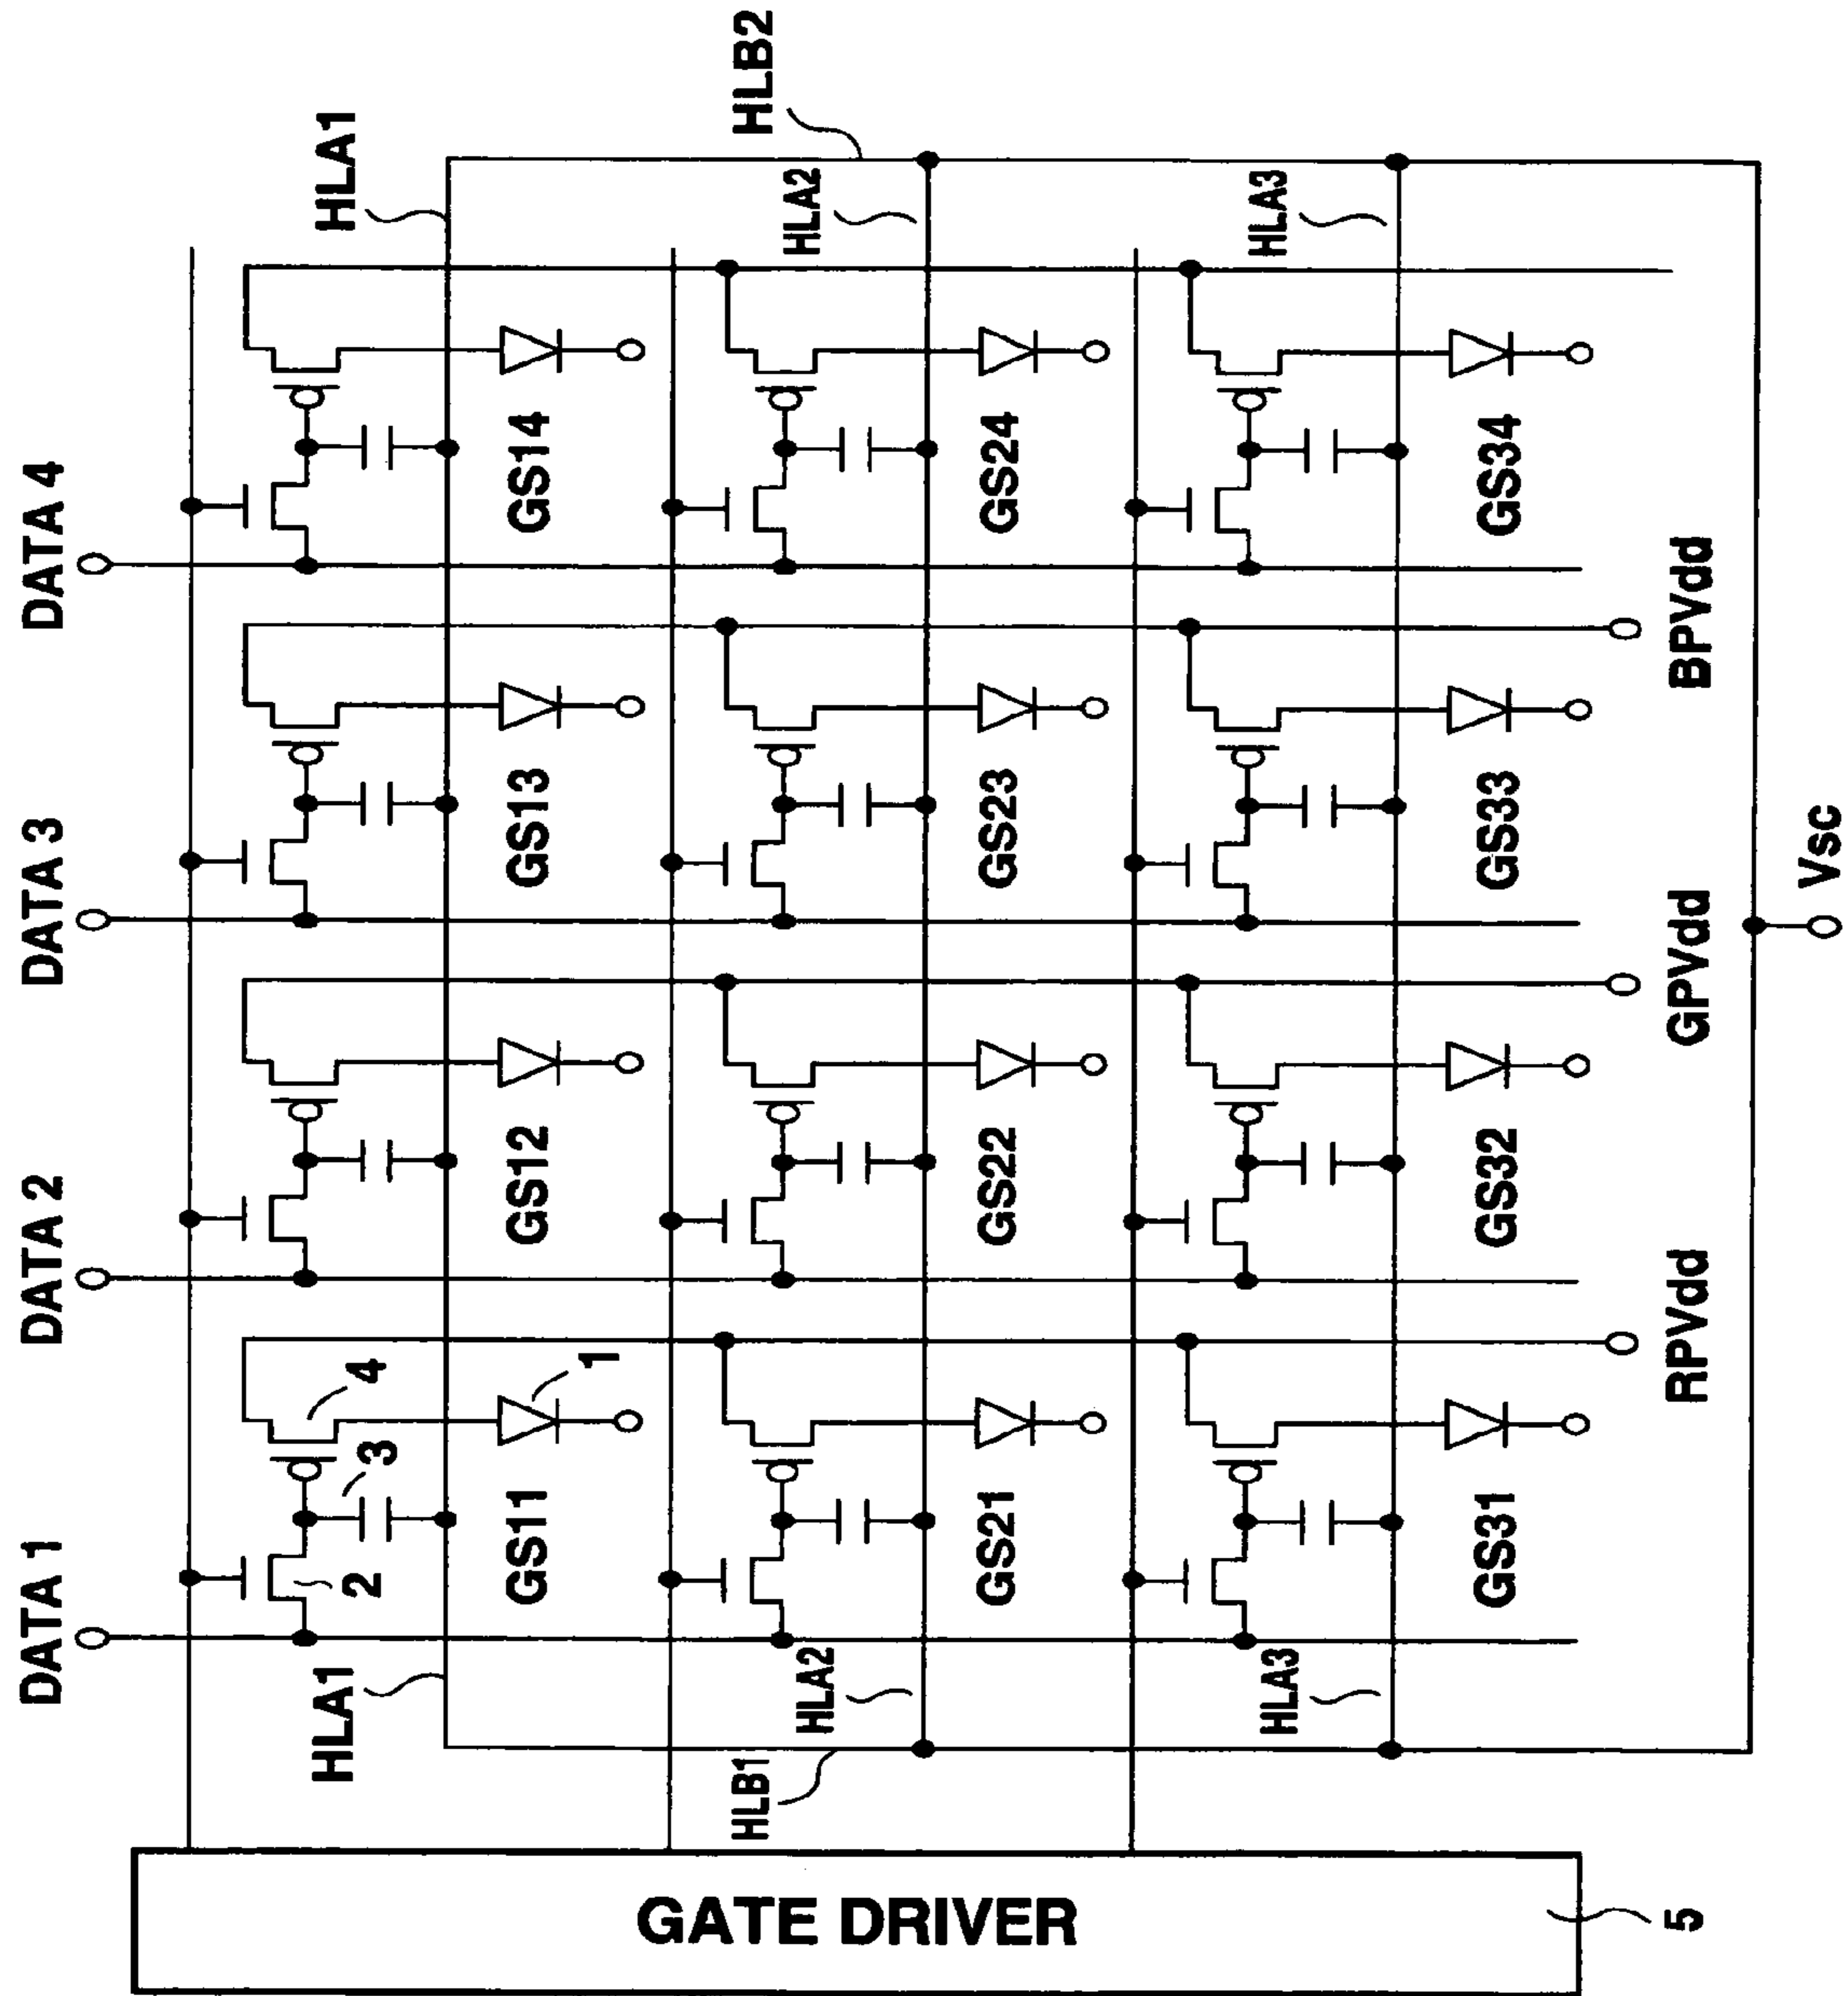 DATA 1
DATA 2
DATA 3
DATA 4
HLA1
2
3
4
HLA1
GS11
1
GS12
GS13
GS14
HLB1
HLB2
HLA2
HLA2
GATE DRIVER
GS21
GS22
GS23
GS24
HLA3
HLA3
GS31
GS32
GS33
GS34
5
RPVdd
GPVdd
BPVdd
Vsc